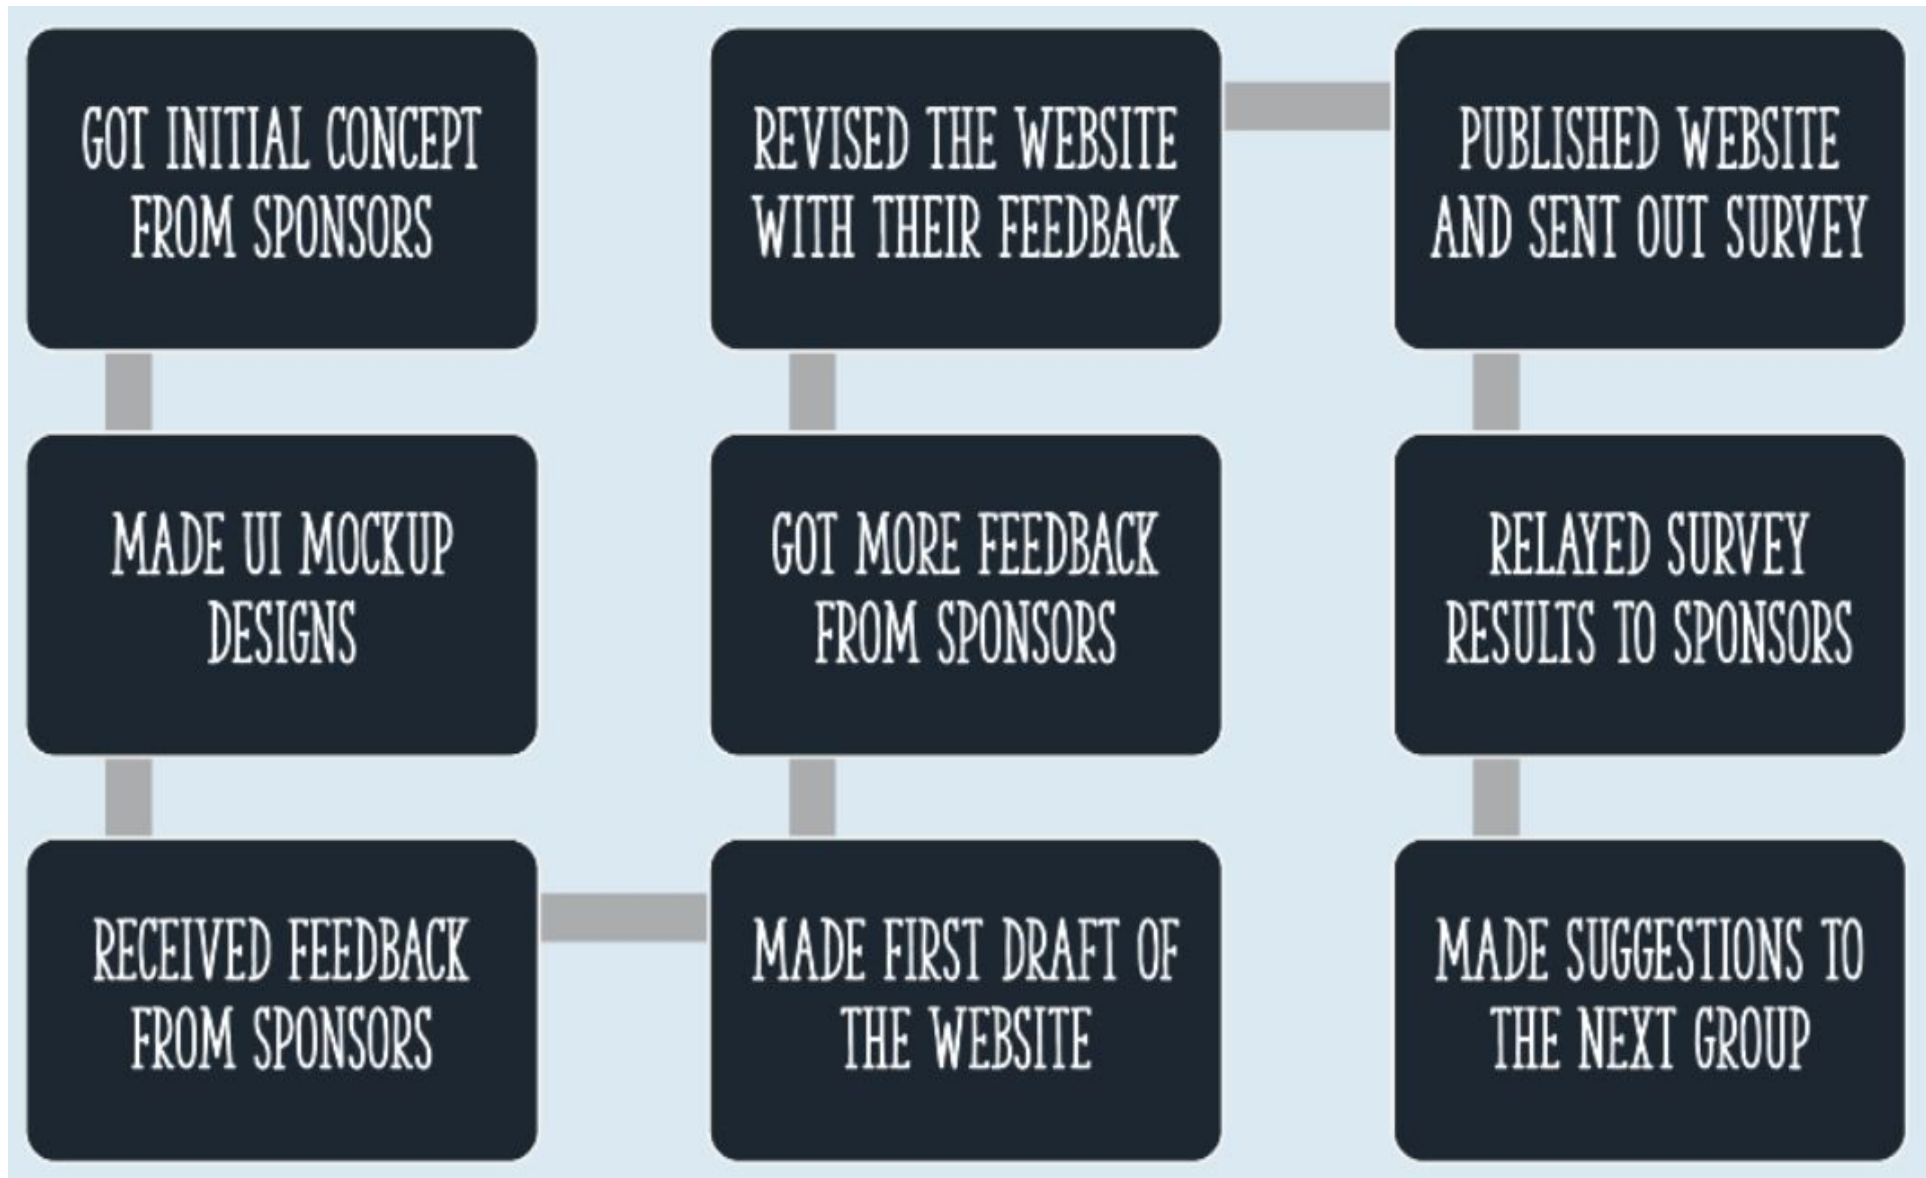 GOT INITIAL CONCEPT
FROM SPONSORS
MADE UI MOCKUP
DESIGNS
RECEIVED FEEDBACK
FROM SPONSORS
MADE FIRST DRAFT OF
THE WEBSITE
GOT MORE FEEDBACK
FROM SPONSORS
REVISED THE WEBSITE
WITH THEIR FEEDBACK
PUBLISHED WEBSITE
AND SENT OUT SURVEY
RELAYED SURVEY
RESULTS TO SPONSORS
MADE SUGGESTIONS TO
THE NEXT GROUP